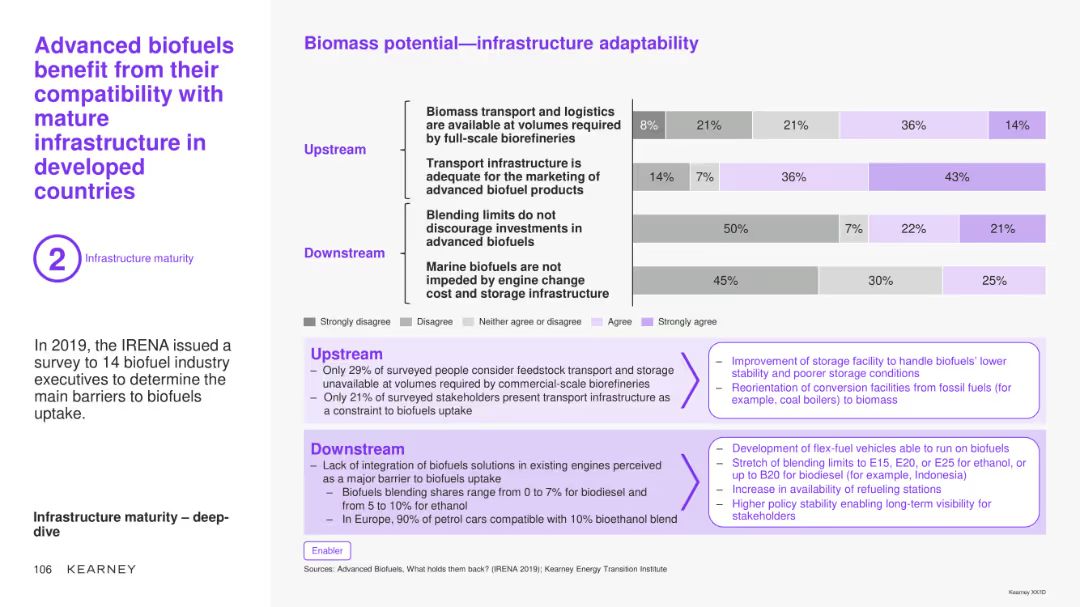 Advanced biofuels
benefit from their
compatibility with
mature
infrastructure in
developed
countries
2
Infrastructure maturity
In 2019, the IRENA issued a
survey to 14 biofuel industry
executives to determine the
main barriers to biofuels
uptake.
Infrastructure maturity – deep-
dive
106 KEARNEY
Biomass potential—infrastructure adaptability
Upstream
Biomass transport and logistics
are available at volumes required
by full-scale biorefineries
8% 21% 21% 36% 14%
Transport infrastructure is
adequate for the marketing of
advanced biofuel products
14% 7% 36% 43%
Downstream
Blending limits do not
discourage investments in
advanced biofuels
50% 7% 22% 21%
Marine biofuels are not
impeded by engine change
cost and storage infrastructure
45% 30% 25%
Strongly disagree Disagree Neither agree or disagree Agree Strongly agree
Upstream
– Only 29% of surveyed people consider feedstock transport and storage
unavailable at volumes required by commercial-scale biorefineries
– Only 21% of surveyed stakeholders present transport infrastructure as
a constraint to biofuels uptake
– Improvement of storage facility to handle biofuels' lower
stability and poorer storage conditions
– Reorientation of conversion facilities from fossil fuels (for
example, coal boilers) to biomass
Downstream
– Lack of integration of biofuels solutions in existing engines perceived
as a major barrier to biofuels uptake
– Biofuels blending shares range from 0 to 7% for biodiesel and
from 5 to 10% for ethanol
– In Europe, 90% of petrol cars compatible with 10% bioethanol blend
– Development of flex-fuel vehicles able to run on biofuels
– Stretch of blending limits to E15, E20, or E25 for ethanol, or
up to B20 for biodiesel (for example, Indonesia)
– Increase in availability of refueling stations
– Higher policy stability enabling long-term visibility for
stakeholders
Enabler
Sources: Advanced Biofuels, What holds them back? (IRENA 2019); Kearney Energy Transition Institute